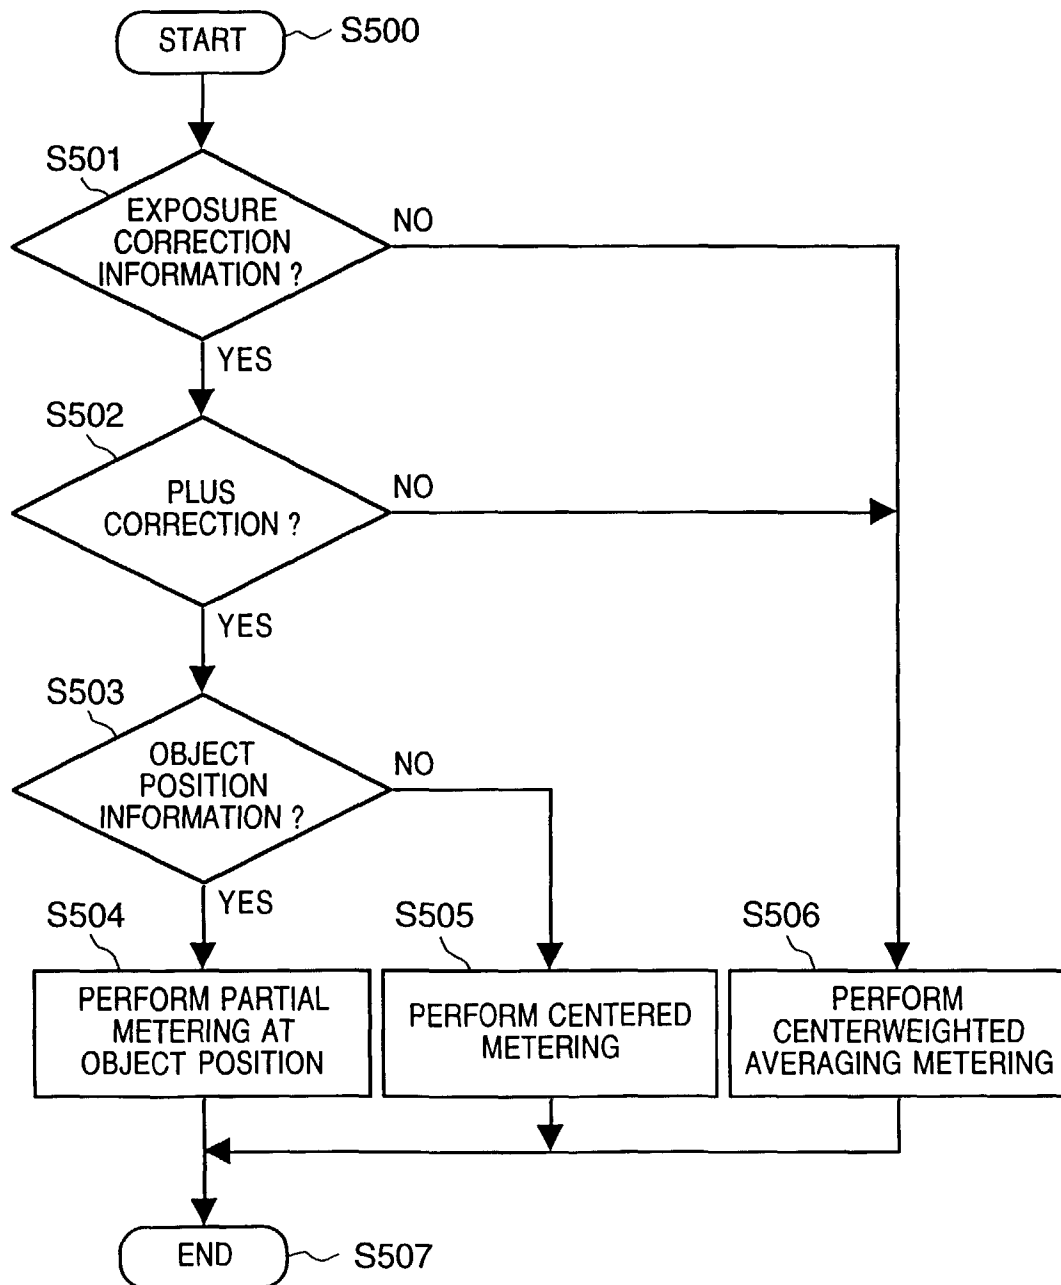 START
S500
S501
EXPOSURE
CORRECTION
INFORMATION ?
NO
YES
S502
PLUS
CORRECTION ?
NO
YES
S503
OBJECT
POSITION
INFORMATION ?
NO
YES
S504
PERFORM PARTIAL
METERING AT
OBJECT POSITION
S505
PERFORM CENTERED
METERING
S506
PERFORM
CENTERWEIGHTED
AVERAGING METERING
END
S507